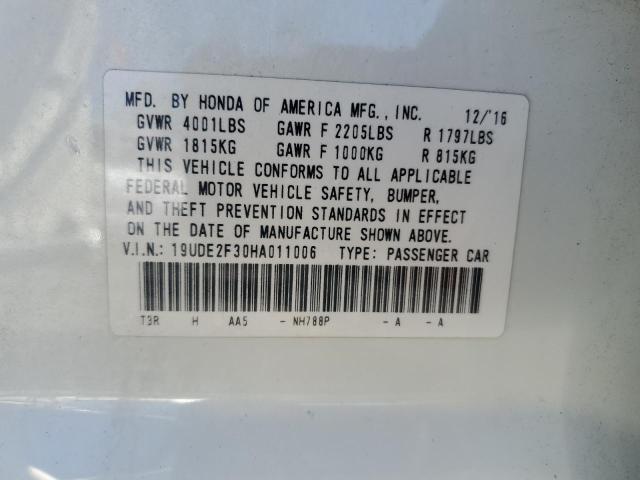 MFD. BY HONDA OF AMERICA MFG., INC. 12/'16
GVWR 4001LBS GAWR F 2205LBS R 1797LBS
GVWR 1815KG GAWR F 1000KG R 815KG
THIS VEHICLE CONFORMS TO ALL APPLICABLE
FEDERAL MOTOR VEHICLE SAFETY, BUMPER,
AND THEFT PREVENTION STANDARDS IN EFFECT
ON THE DATE OF MANUFACTURE SHOWN ABOVE.
V.I.N.: 19UDE2F30HA011006 TYPE: PASSENGER CAR
T3R H AA5 - NH788P - A - A